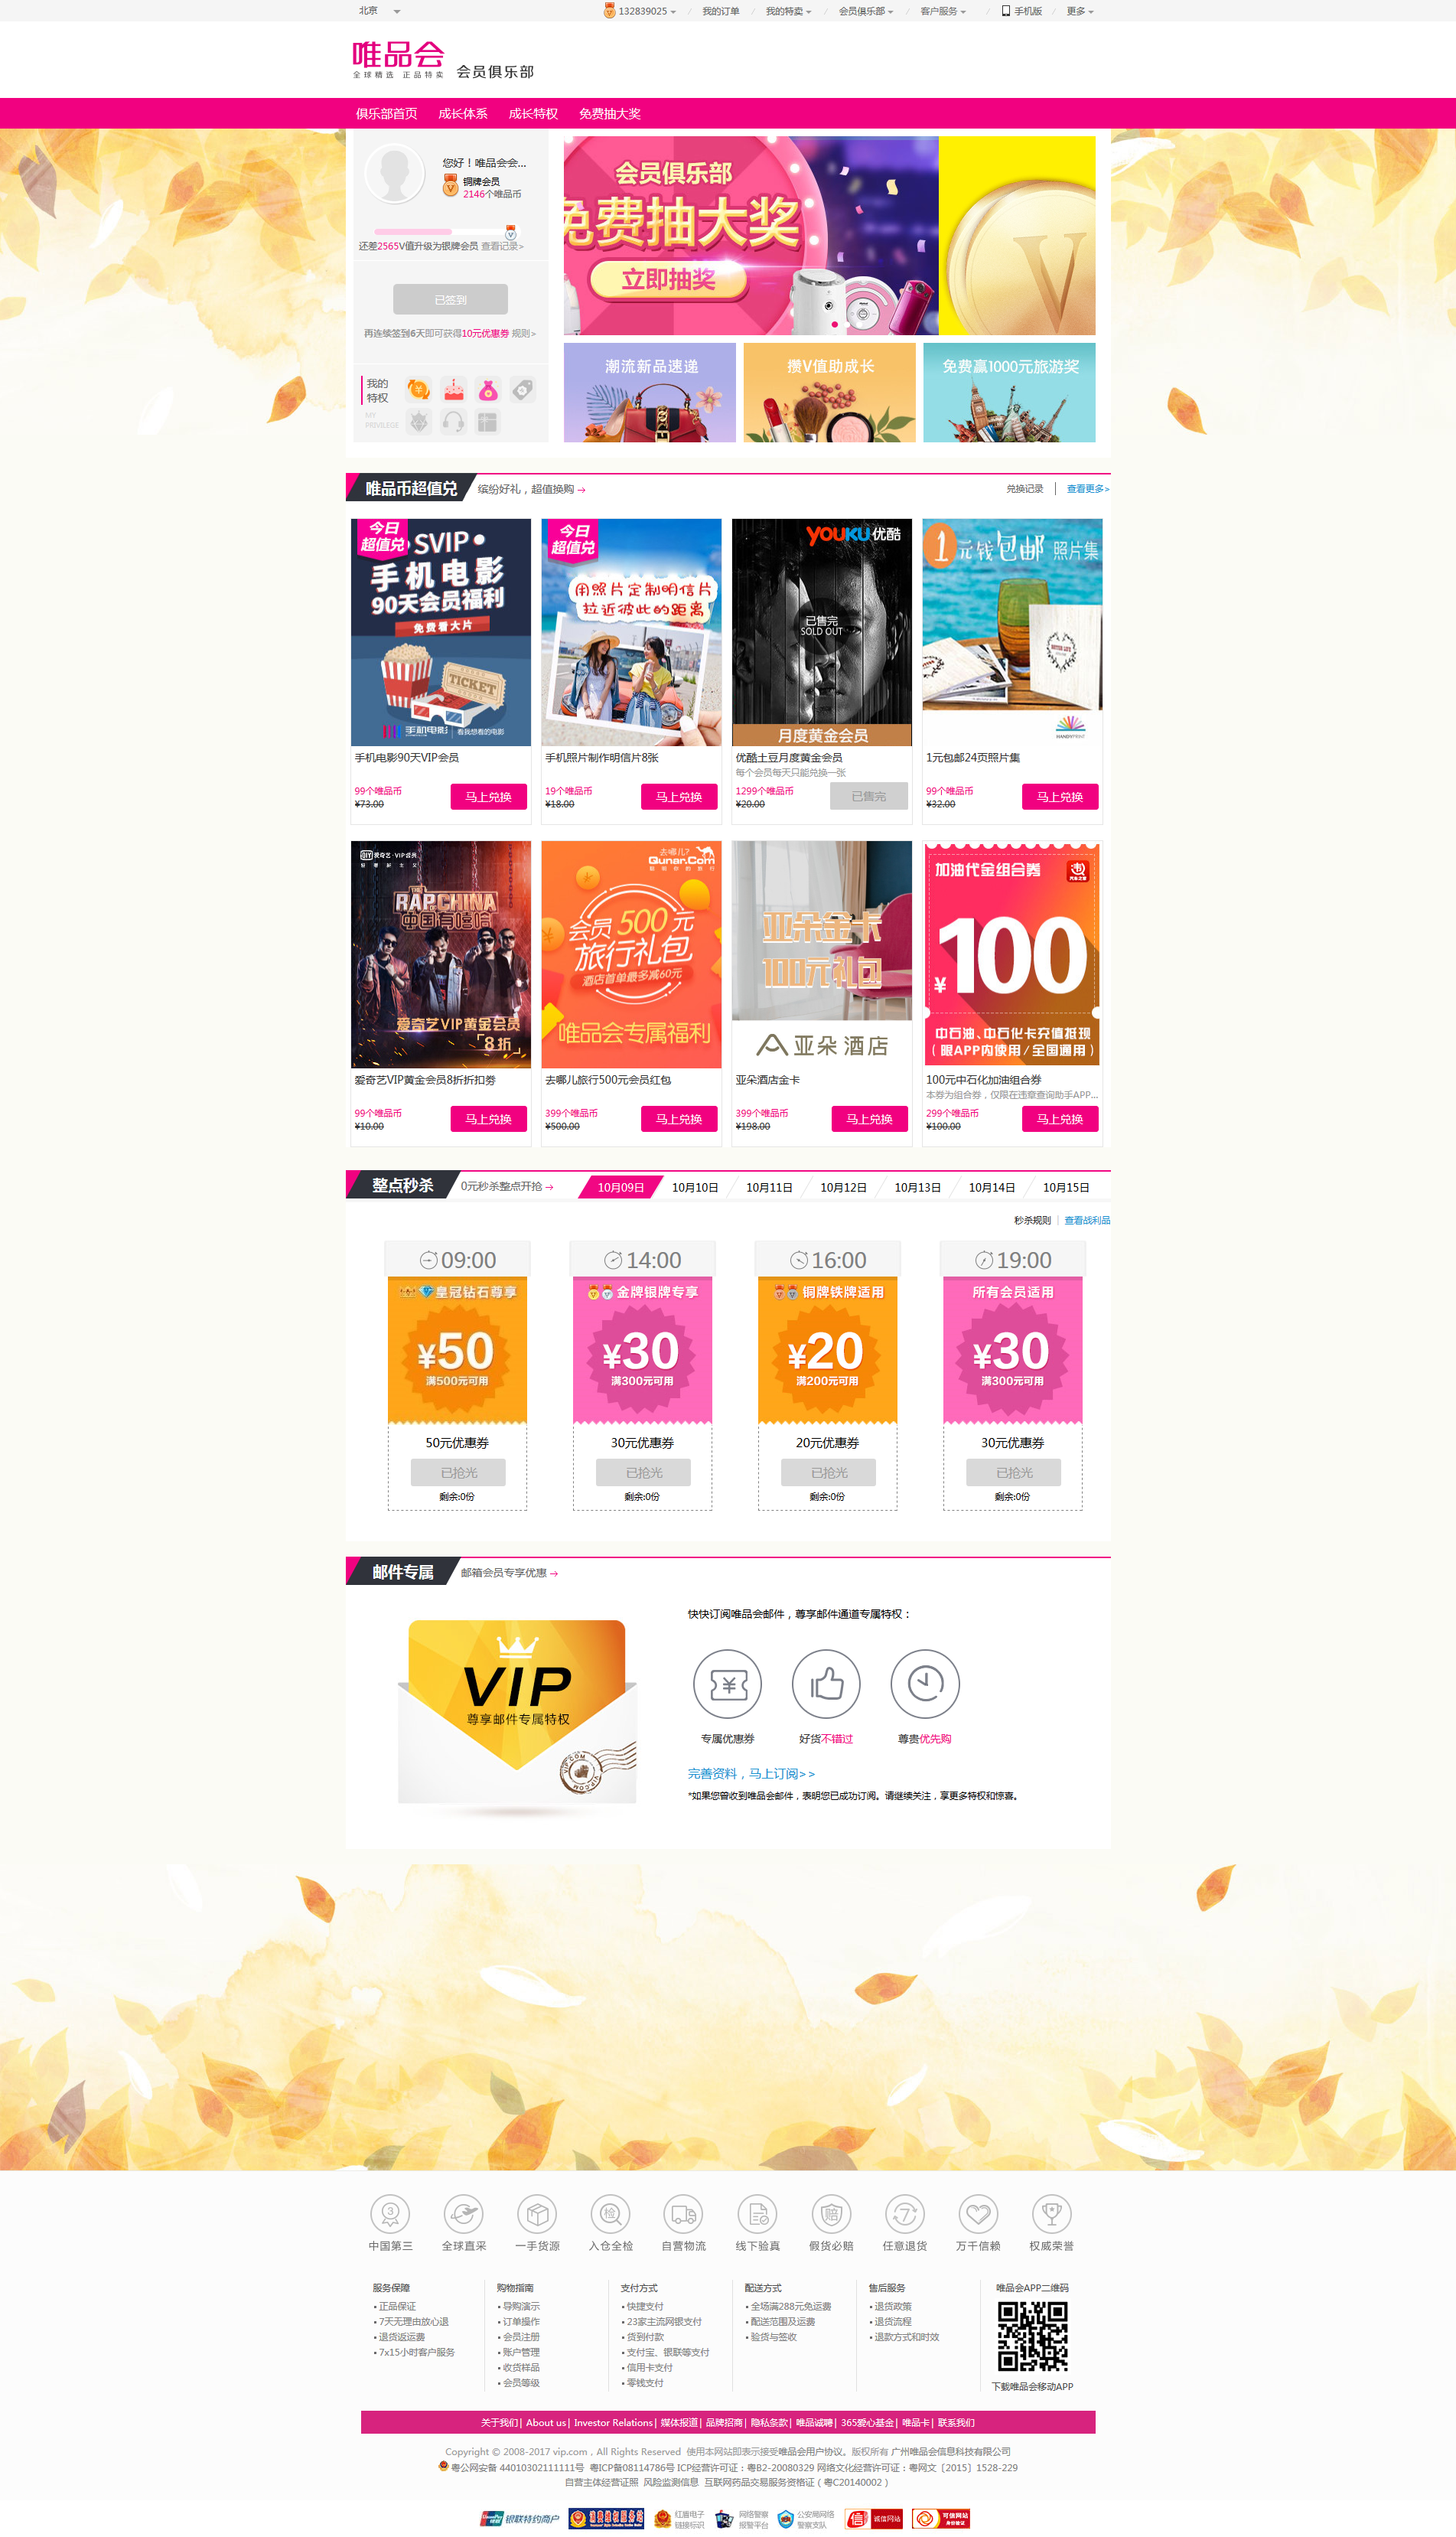 北京
132839025
我的订单
我的特卖
会员俱乐部
客户服务
手机版
更多
唯品会
全球精选 正品特卖
会员俱乐部
俱乐部首页 成长体系 成长特权 免费抽大奖
您好！唯品会会...
铜牌会员
2146个唯品币
还差2565V值升级为银牌会员 查看记录>
已签到
再连续签到6天即可获得10元优惠券 规则>
我的
特权
MY
PRIVILEGE
会员俱乐部
免费抽大奖
立即抽奖
潮流新品速递
攒V值助成长
免费赢1000元旅游奖
唯品币超值兑
缤纷好礼，超值换购→
兑换记录
查看更多>
今日
超值兑
SVIP
手机电影
90天会员福利
免费看大片
TICKET
手机电影 看我想看的电影
手机电影90天VIP会员
99个唯品币
¥73.00
马上兑换
今日
超值兑
用照片定制明信片
拉近彼此的距离
手机照片制作明信片8张
19个唯品币
¥18.00
马上兑换
YOUKU优酷
已售完
SOLD OUT
月度黄金会员
优酷土豆月度黄金会员
每个会员每天只能兑换一张
1299个唯品币
¥20.00
已售完
1元钱包邮 照片集
1元包邮24页照片集
99个唯品币
¥32.00
马上兑换
爱奇艺·VIP会员
RAP CHINA
中国有嘻哈
爱奇艺VIP黄金会员
「8折」
爱奇艺VIP黄金会员8折折扣券
99个唯品币
¥10.00
马上兑换
去哪儿?
Qunar.Com
会员500元
旅行礼包
酒店首单最多减60元
唯品会专属福利
去哪儿旅行500元会员红包
399个唯品币
¥500.00
马上兑换
亚朵金卡
100元礼包
亚朵酒店
亚朵酒店金卡
399个唯品币
¥198.00
马上兑换
加油代金组合券
¥100
中石油、中石化卡充值抵现
（限APP内使用/全国通用）
100元中石化加油组合券
本券为组合券，仅限在违章查询助手APP...
299个唯品币
¥100.00
马上兑换
整点秒杀
0元秒杀整点开抢→
10月09日 10月10日 10月11日 10月12日 10月13日 10月14日 10月15日
秒杀规则
查看战利品
09:00
皇冠钻石尊享
¥50
满500元可用
50元优惠券
已抢光
剩余:0份
14:00
金牌银牌专享
¥30
满300元可用
30元优惠券
已抢光
剩余:0份
16:00
铜牌铁牌适用
¥20
满200元可用
20元优惠券
已抢光
剩余:0份
19:00
所有会员适用
¥30
满300元可用
30元优惠券
已抢光
剩余:0份
邮件专属
邮箱会员专享优惠→
VIP
尊享邮件专属特权
VIP.COM
VIP.COM
快快订阅唯品会邮件，尊享邮件通道专属特权：
专属优惠券
好货不错过
尊贵优先购
完善资料，马上订阅>>
*如果您曾收到唯品会邮件，表明您已成功订阅。请继续关注，享更多特权和惊喜。
中国第三 全球直采 一手货源 入仓全检 自营物流 线下验真 假货必赔 任意退货 万千信赖 权威荣誉
服务保障
正品保证
7天无理由放心退
退货返运费
7x15小时客户服务
购物指南
导购演示
订单操作
会员注册
账户管理
收货样品
会员等级
支付方式
快捷支付
23家主流网银支付
货到付款
支付宝、银联等支付
信用卡支付
零钱支付
配送方式
全场满288元免运费
配送范围及运费
验货与签收
售后服务
退货政策
退货流程
退款方式和时效
唯品会APP二维码
下载唯品会移动APP
关于我们| About us| Investor Relations| 媒体报道| 品牌招商| 隐私条款| 唯品诚聘| 365爱心基金| 唯品卡| 联系我们
Copyright © 2008-2017 vip.com，All Rights Reserved 使用本网站即表示接受唯品会用户协议。版权所有 广州唯品会信息科技有限公司
粤公网安备 44010302111111号 粤ICP备08114786号 ICP经营许可证：粤B2-20080329 网络文化经营许可证：粤网文〔2015〕1528-229
自营主体经营证照 风险监测信息 互联网药品交易服务资格证（粤C20140002）
银联特约商户
消费维权服务站
红盾电子
链接标识
网络警察
报警平台
公安局网络
警察支队
诚信网站
可信网站
身份验证